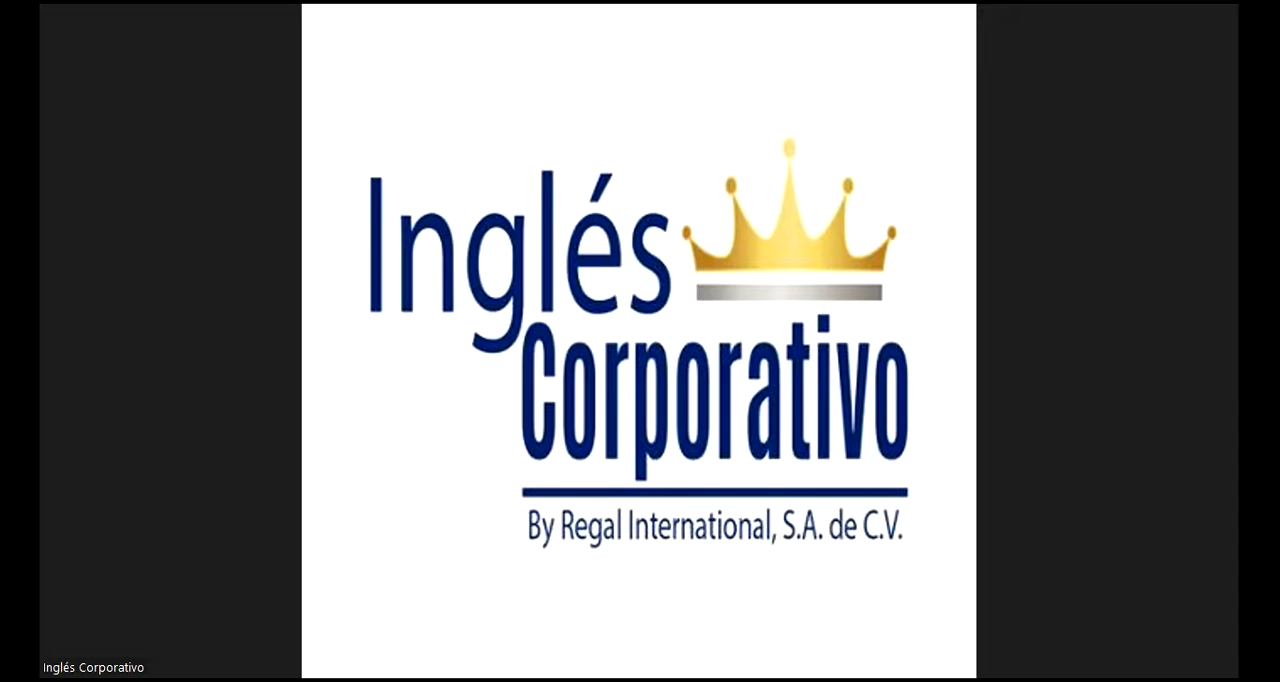 Inglés
Corporativo
By Regal International, S.A. de C.V.
Inglés Corporativo